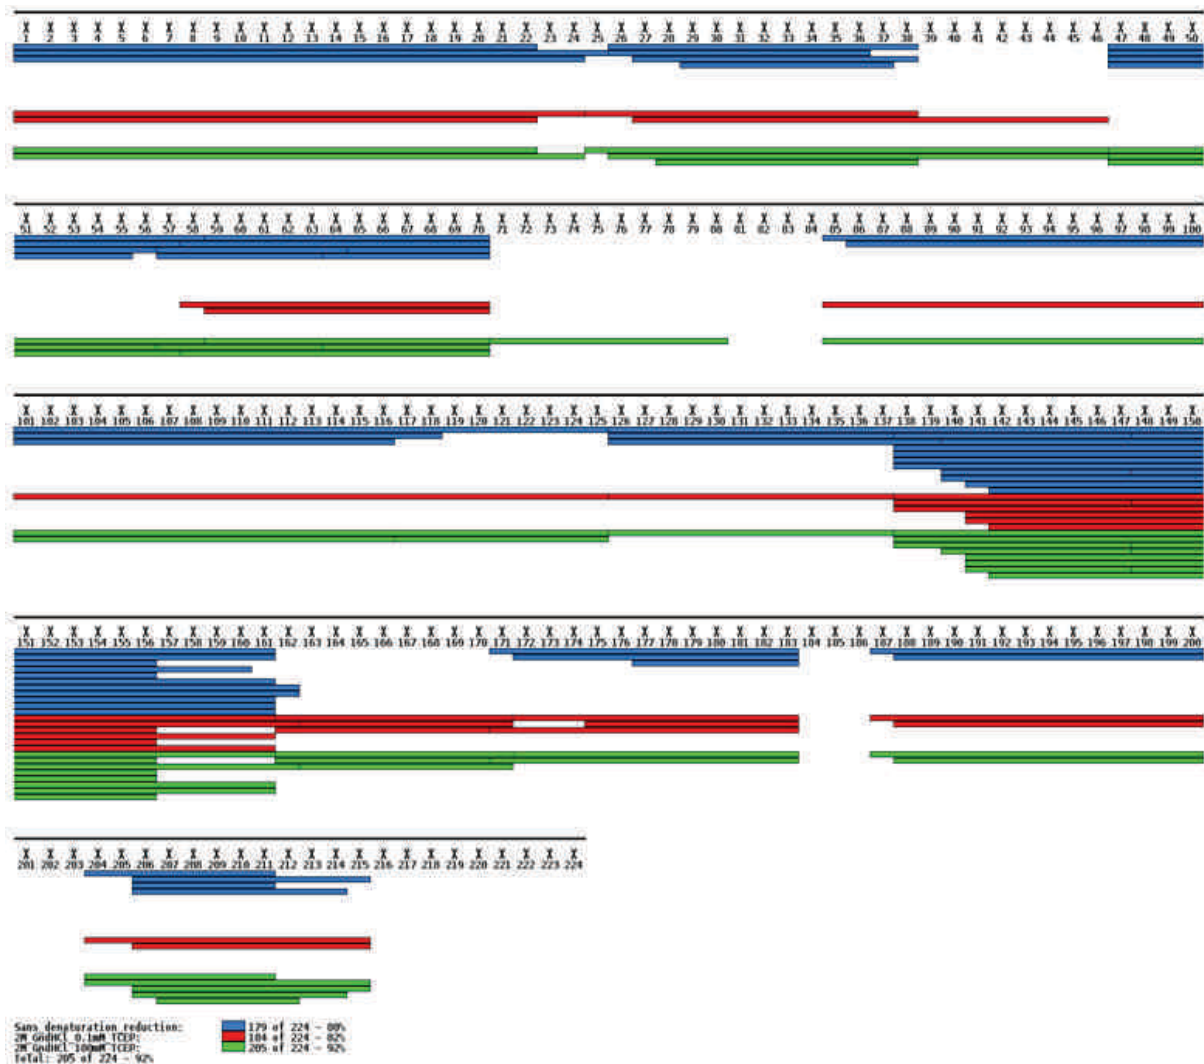 X X X X X X X X X X X X X X X X X X X X X X X X X X X X X X X X X X X X X X X X X X X X X X X X X X
1 2 3 4 5 6 7 8 9 10 11 12 13 14 15 16 17 18 19 20 21 22 23 24 25 26 27 28 29 30 31 32 33 34 35 36 37 38 39 40 41 42 43 44 45 46 47 48 49 50
X X X X X X X X X X X X X X X X X X X X X X X X X X X X X X X X X X X X X X X X X X X X X X X X X X
51 52 53 54 55 56 57 58 59 60 61 62 63 64 65 66 67 68 69 70 71 72 73 74 75 76 77 78 79 80 81 82 83 84 85 86 87 88 89 90 91 92 93 94 95 96 97 98 99 100
X X X X X X X X X X X X X X X X X X X X X X X X X X X X X X X X X X X X X X X X X X X X X X X X X X
101 102 103 104 105 106 107 108 109 110 111 112 113 114 115 116 117 118 119 120 121 122 123 124 125 126 127 128 129 130 131 132 133 134 135 136 137 138 139 140 141 142 143 144 145 146 147 148 149 150
X X X X X X X X X X X X X X X X X X X X X X X X X X X X X X X X X X X X X X X X X X X X X X X X X X
151 152 153 154 155 156 157 158 159 160 161 162 163 164 165 166 167 168 169 170 171 172 173 174 175 176 177 178 179 180 181 182 183 184 185 186 187 188 189 190 191 192 193 194 195 196 197 198 199 200
X X X X X X X X X X X X X X X X X X X X X X X X
201 202 203 204 205 206 207 208 209 210 211 212 213 214 215 216 217 218 219 220 221 222 223 224
Sans_denaturation_reduction: 179 of 224 - 80%
2M_GndHCl_0.1mM_TCEP: 184 of 224 - 82%
2M_GndHCl_100mM_TCEP: 205 of 224 - 92%
Total: 205 of 224 - 92%